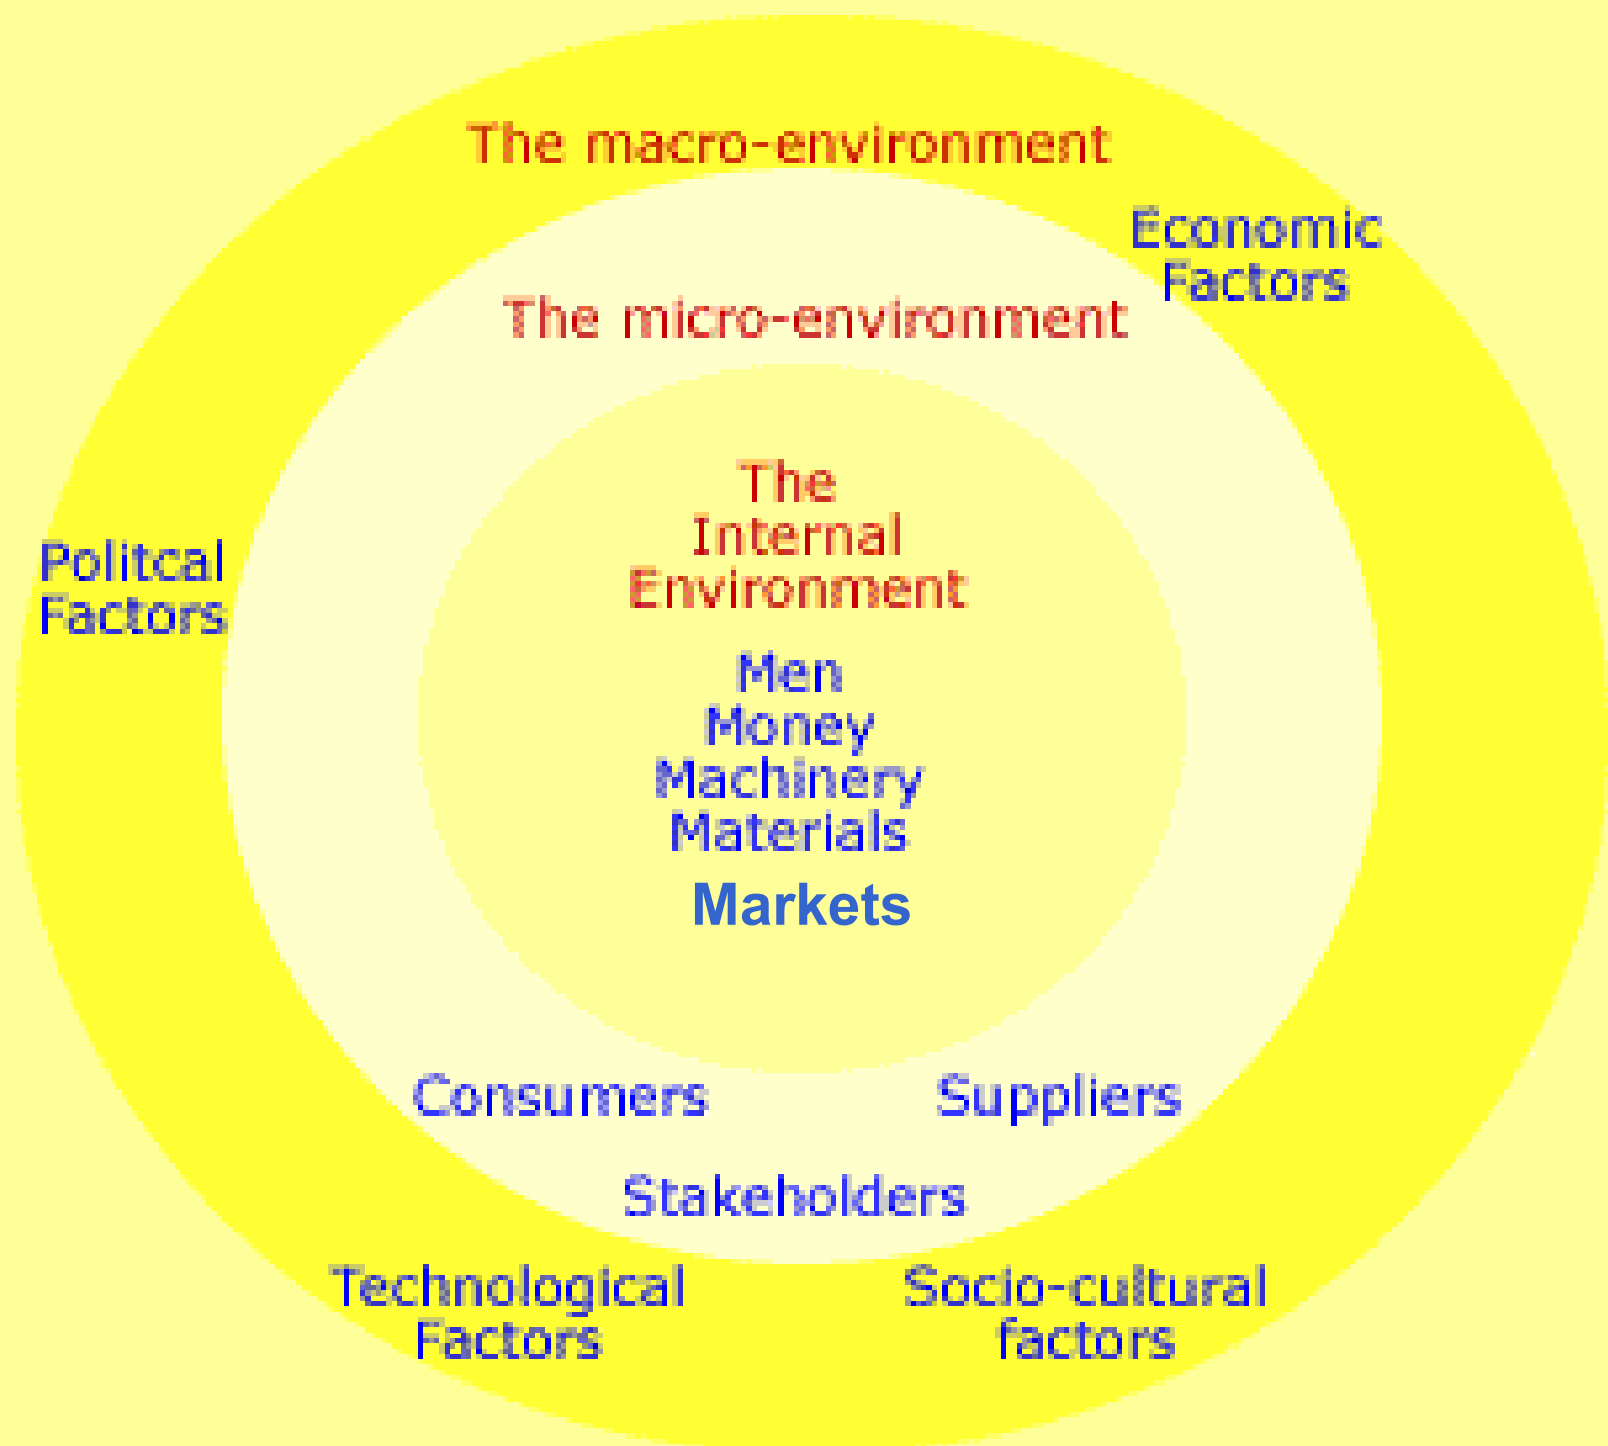 The macro-environment
Economic
Factors
The micro-environment
The
Internal
Environment
Politcal
Factors
Men
Money
Machinery
Materials
Markets
Consumers
Suppliers
Stakeholders
Technological
Factors
Socio-cultural
factors